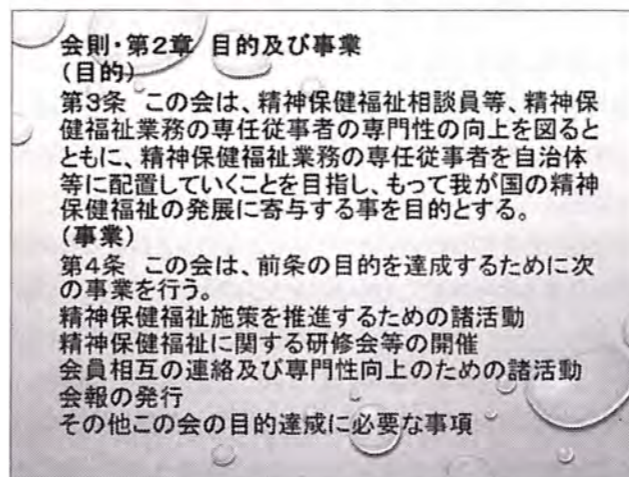 会則・第2章 目的及び事業
(目的)
第3条 この会は、精神保健福祉相談員等、精神保
健福祉業務の専任従事者の専門性の向上を図ると
ともに、精神保健福祉業務の専任従事者を自治体
等に配置していくことを目指し、もって我が国の精神
保健福祉の発展に寄与する事を目的とする。
(事業)
第4条 この会は、前条の目的を達成するために次
の事業を行う。
精神保健福祉施策を推進するための諸活動
精神保健福祉に関する研修会等の開催
会員相互の連絡及び専門性向上のための諸活動
会報の発行
その他この会の目的達成に必要な事項